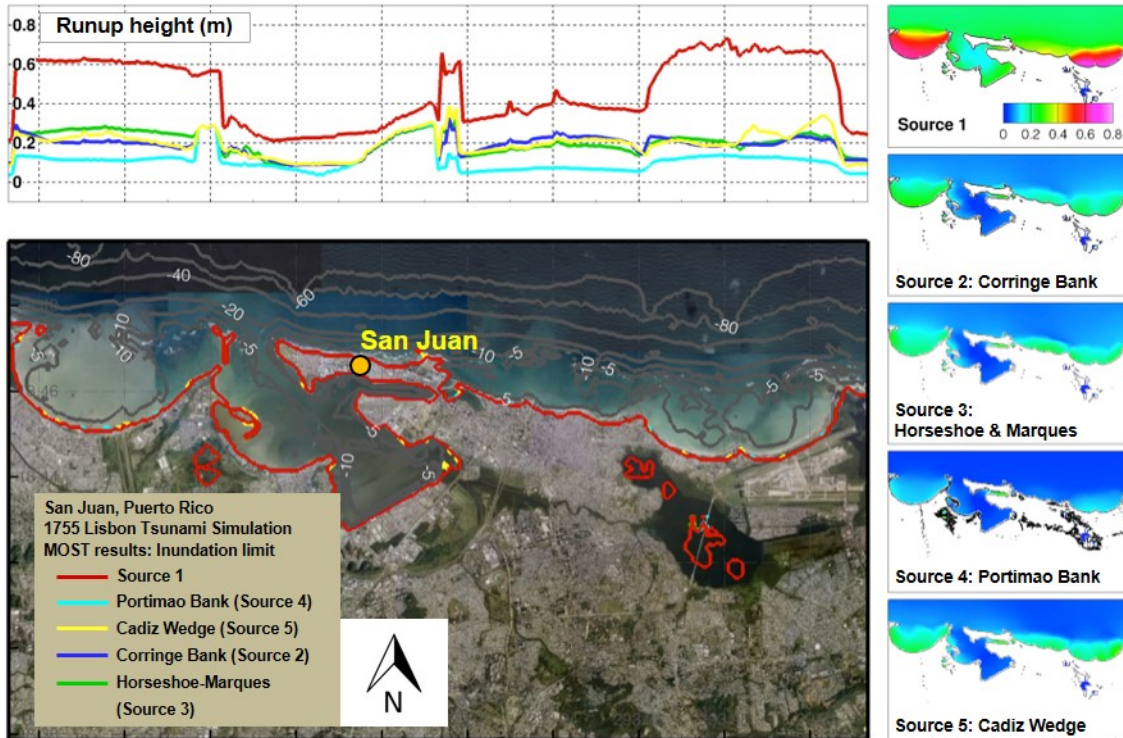 0.8
Runup height (m)
0.6
0.4
0.2
0
Source 1
0 0.2 0.4 0.6 0.8
Source 2: Corringe Bank
Source 3:
Horseshoe & Marques
Source 4: Portimao Bank
Source 5: Cadiz Wedge
-80
-40
-60
-20
-80
-10
-5
-10
-5
San Juan
-10
-5
-10
-5
-5
-5
-5
-5
-10
-5
San Juan, Puerto Rico
1755 Lisbon Tsunami Simulation
MOST results: Inundation limit
Source 1
Portimao Bank (Source 4)
Cadiz Wedge (Source 5)
Corringe Bank (Source 2)
Horseshoe-Marques
(Source 3)
N